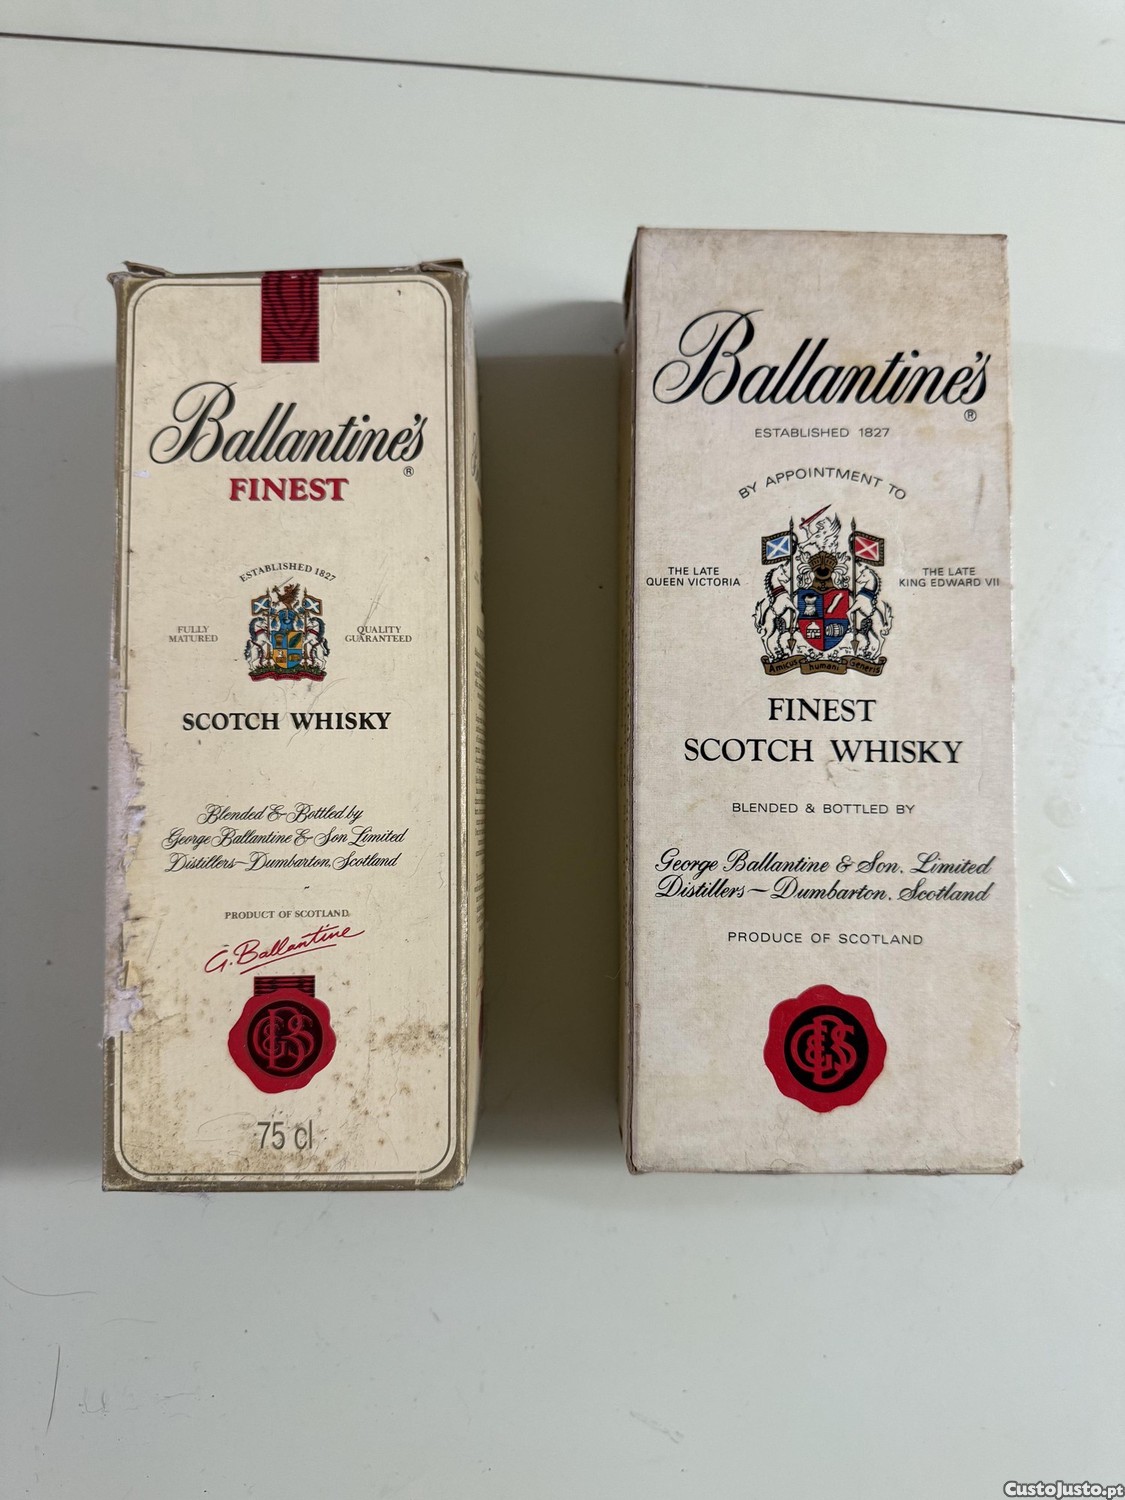 Ballantine's
®
FINEST
ESTABLISHED 1827
FULLY MATURED
QUALITY GUARANTEED
SCOTCH WHISKY
Blended & Bottled by
George Ballantine & Son Limited
Distillers—Dumbarton, Scotland
PRODUCT OF SCOTLAND
G. Ballantine
GBS
75 cl
Ballantine's
®
ESTABLISHED 1827
BY APPOINTMENT TO
THE LATE
QUEEN VICTORIA
THE LATE
KING EDWARD VII
Amicus humani Generis
FINEST
SCOTCH WHISKY
BLENDED & BOTTLED BY
George Ballantine & Son. Limited
Distillers — Dumbarton. Scotland
PRODUCE OF SCOTLAND
GBS
CustoJusto.pt